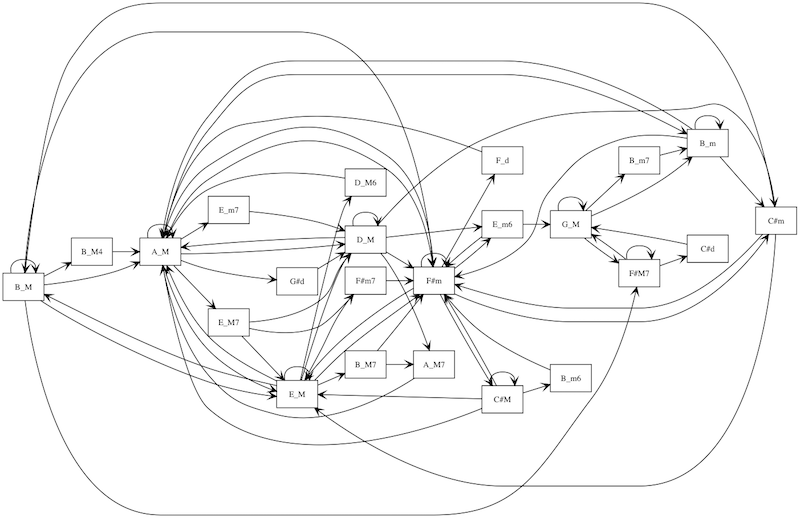 B_m
F_d
B_m7
D_M6
E_m7
C#m
E_m6
G_M
D_M
B_M4
A_M
C#d
F#M7
G#d
F#m7
F#m
B_M
E_M7
B_M7
A_M7
B_m6
E_M
C#M